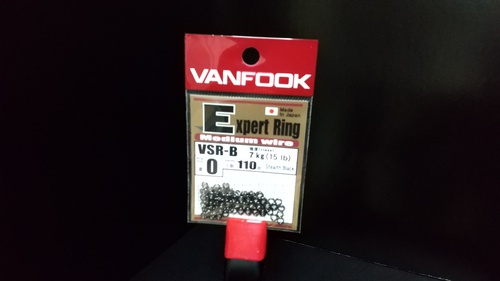 VANFOOK
Made
in Japan
Expert Ring
Medium wire
VSR-B
7kg (15 lb)
0
110
Stealth Black